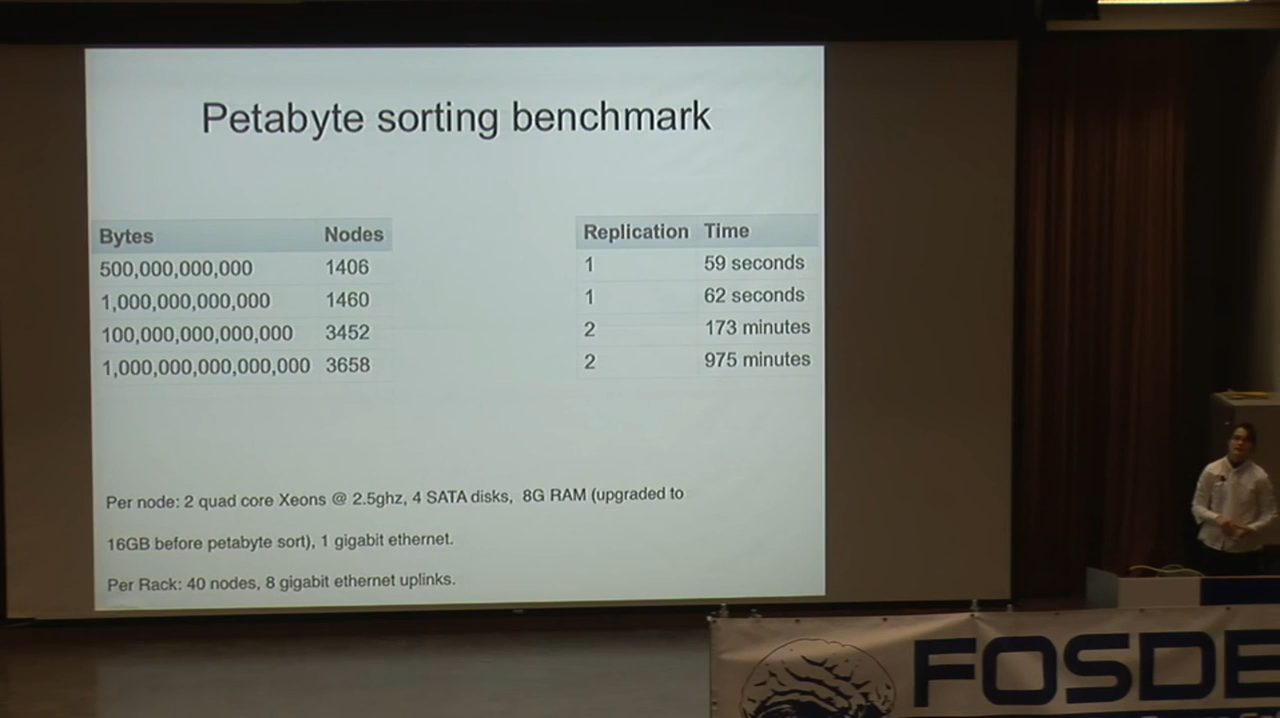 Petabyte sorting benchmark
Bytes Nodes Replication Time
500,000,000,000 1406 1 59 seconds
1,000,000,000,000 1460 1 62 seconds
100,000,000,000,000 3452 2 173 minutes
1,000,000,000,000,000 3658 2 975 minutes
Per node: 2 quad core Xeons @ 2.5ghz, 4 SATA disks, 8G RAM (upgraded to
16GB before petabyte sort), 1 gigabit ethernet.
Per Rack: 40 nodes, 8 gigabit ethernet uplinks.
FOSDE